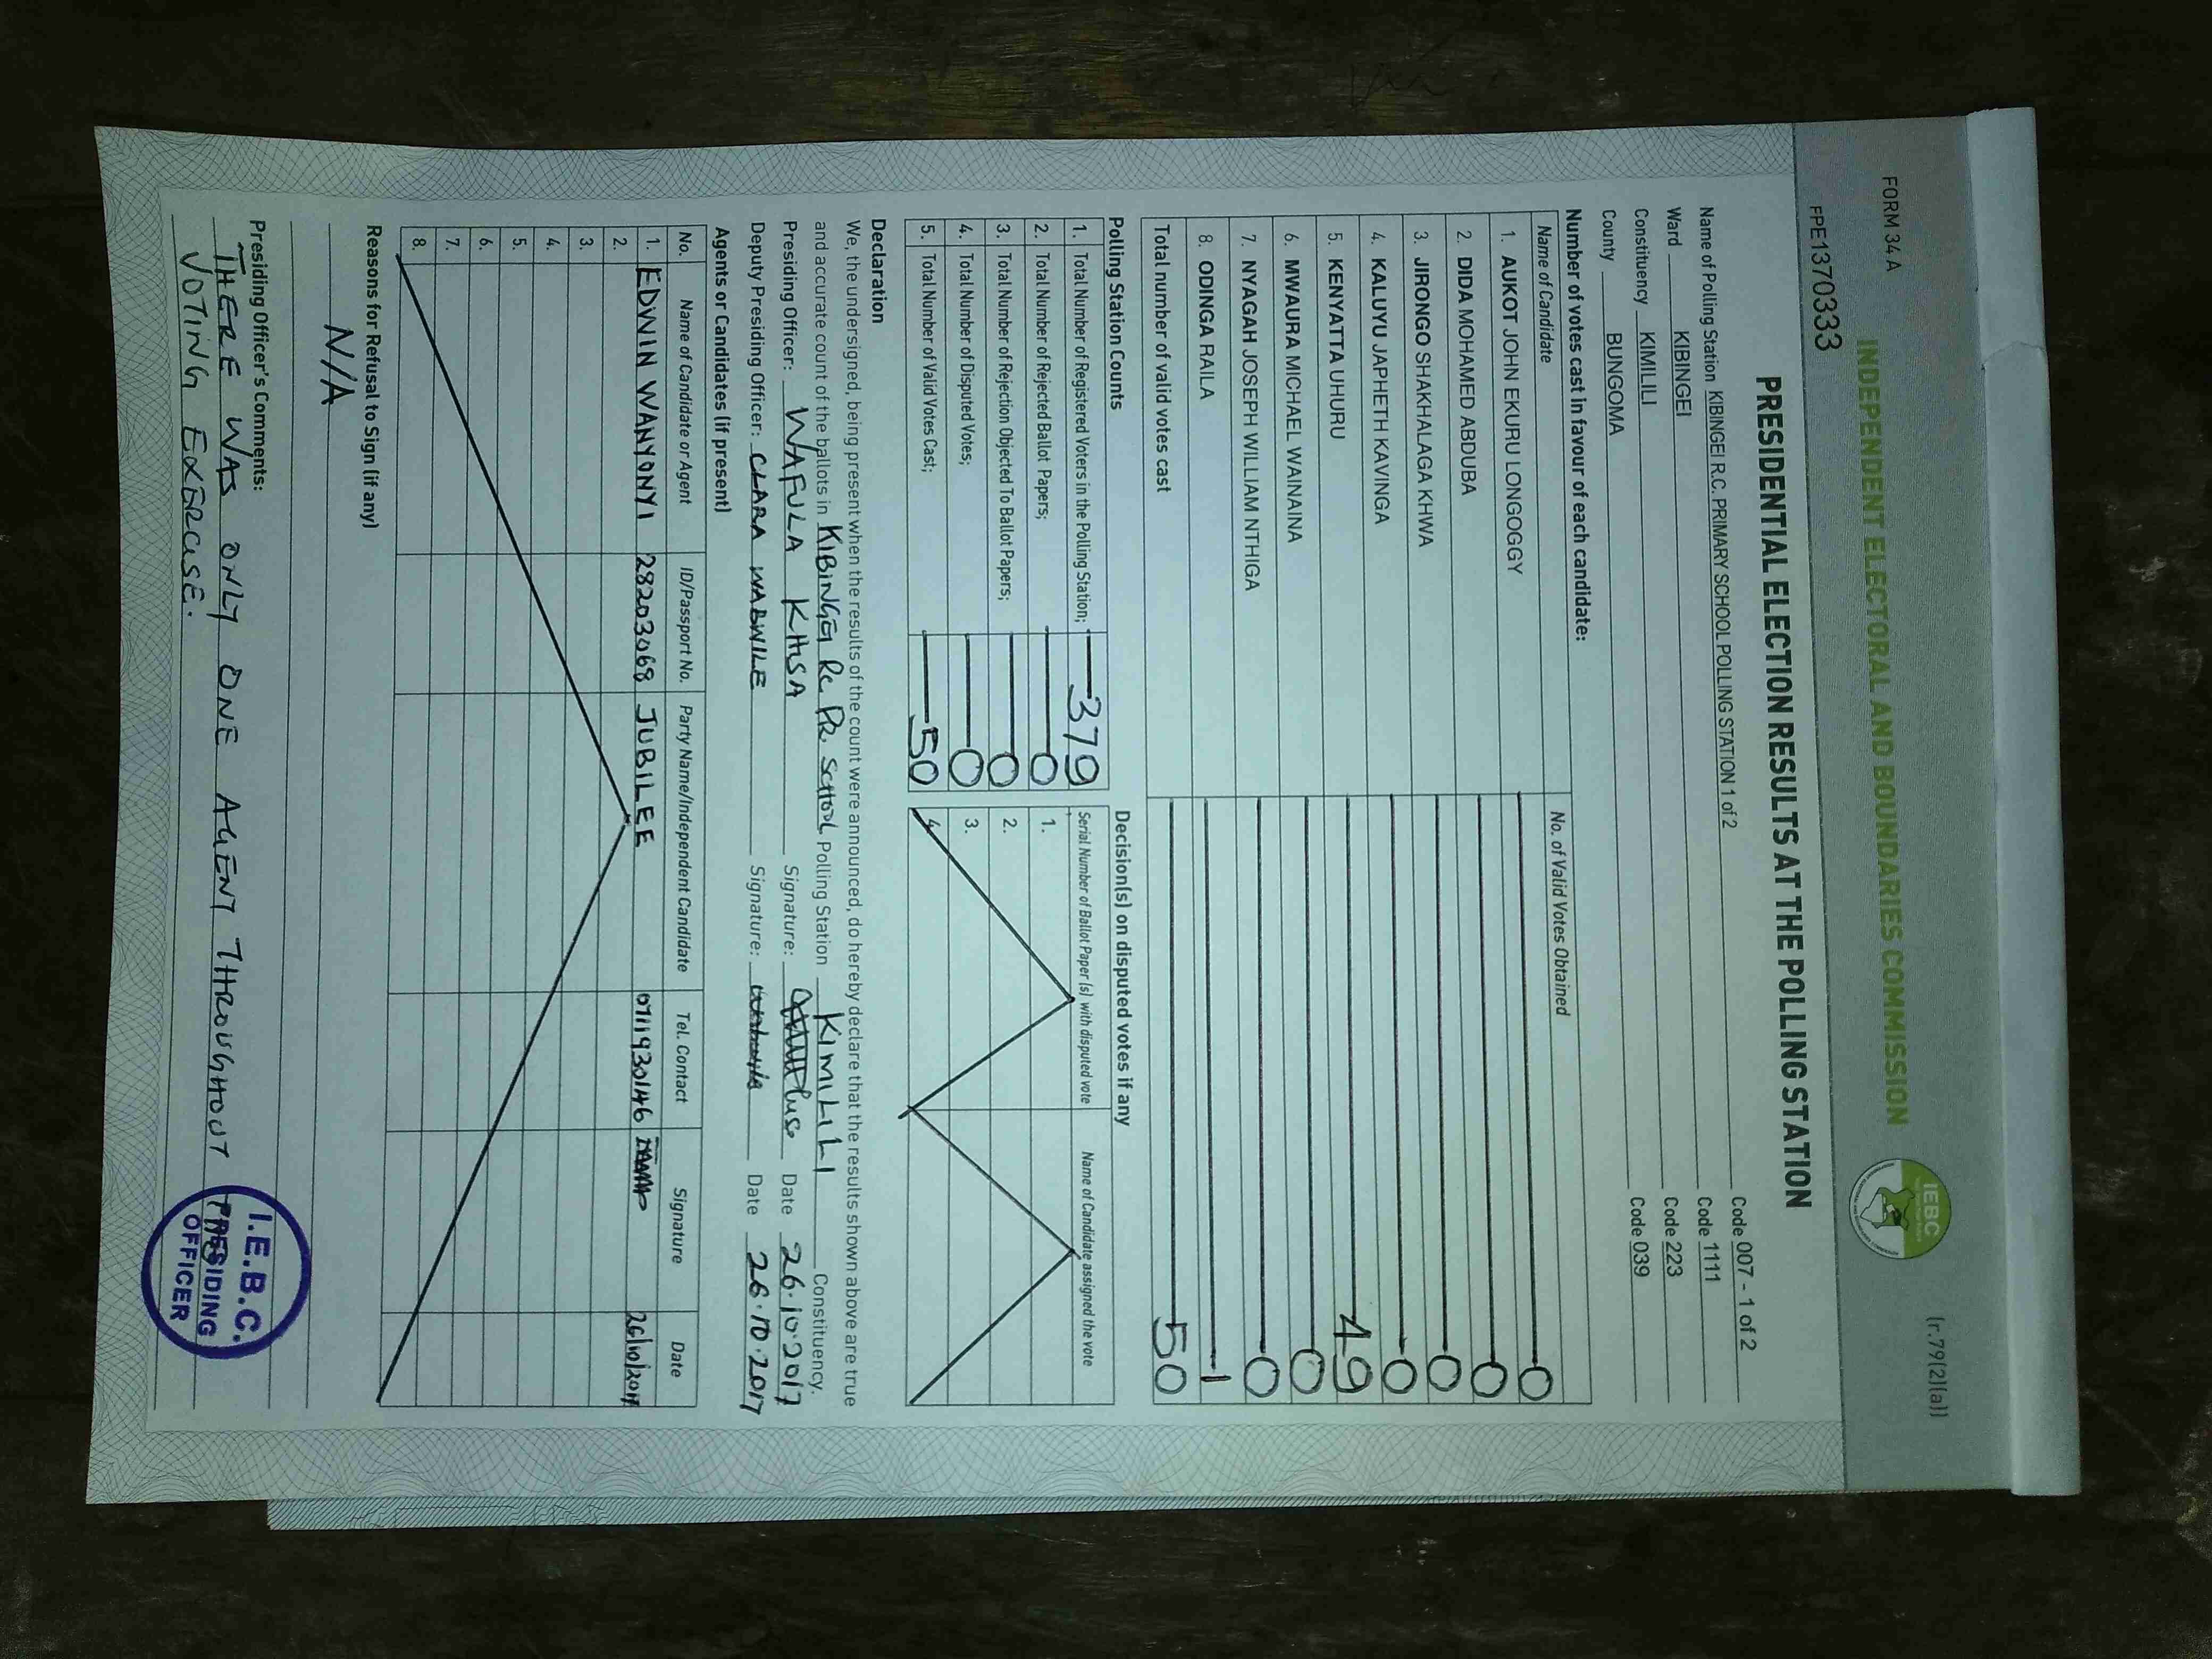 FORM 34 A
(r.79(2)(a))
INDEPENDENT ELECTORAL AND BOUNDARIES COMMISSION
IEBC
FPE1370333
PRESIDENTIAL ELECTION RESULTS AT THE POLLING STATION
Name of Polling Station KIBINGEI R.C. PRIMARY SCHOOL POLLING STATION 1 of 2 Code 007 - 1 of 2
Ward KIBINGEI Code 1111
Constituency KIMILILI Code 223
County BUNGOMA Code 039
Number of votes cast in favour of each candidate:
Name of Candidate No. of Valid Votes Obtained
1. AUKOT JOHN EKURU LONGOGGY 0
2. DIDA MOHAMED ABDUBA 0
3. JIRONGO SHAKHALAGA KHWA 0
4. KALUYU JAPHETH KAVINGA 0
5. KENYATTA UHURU 49
6. MWAURA MICHAEL WAINAINA 0
7. NYAGAH JOSEPH WILLIAM NTHIGA 0
8. ODINGA RAILA 1
Total number of valid votes cast 50
Polling Station Counts
1. Total Number of Registered Voters in the Polling Station; 379
2. Total Number of Rejected Ballot Papers; 0
3. Total Number of Rejection Objected To Ballot Papers; 0
4. Total Number of Disputed Votes; 0
5. Total Number of Valid Votes Cast; 50
Decision(s) on disputed votes if any
Serial Number of Ballot Paper (s) with disputed vote Name of Candidate assigned the vote
1.
2.
3.
4.
Declaration
We, the undersigned, being present when the results of the count were announced, do hereby declare that the results shown above are true
and accurate count of the ballots in KIBINGEI RC PR. SCHOOL Polling Station KIMILILI Constituency.
Presiding Officer: WAFULA KHISA Signature: Date 26.10.2017
Deputy Presiding Officer: CLARA WABWILE Signature: Date 26.10.2017
Agents or Candidates (if present)
No. Name of Candidate or Agent ID/Passport No. Party Name/Independent Candidate Tel. Contact Signature Date
1. EDWIN WANYONYI 28203068 JUBILEE 0711930146 26/10/2017
2.
3.
4.
5.
6.
7.
8.
Reasons for Refusal to Sign (if any)
N/A
Presiding Officer's Comments:
THERE WAS ONLY ONE AGENT THROUGHOUT THE
VOTING EXERCISE.
I.E.B.C.
PRESIDING
OFFICER